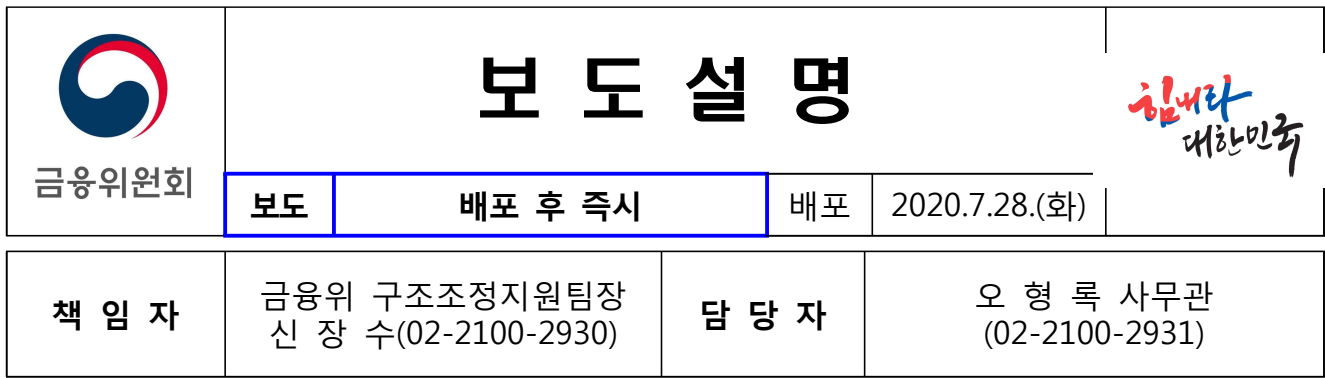 금융위원회
보 도 설 명
힘내라
대한민국
보도 배포 후 즉시 배포 2020.7.28.(화)
책 임 자 금융위 구조조정지원팀장
신 장 수(02-2100-2930)
담 당 자 오 형 록 사무관
(02-2100-2931)